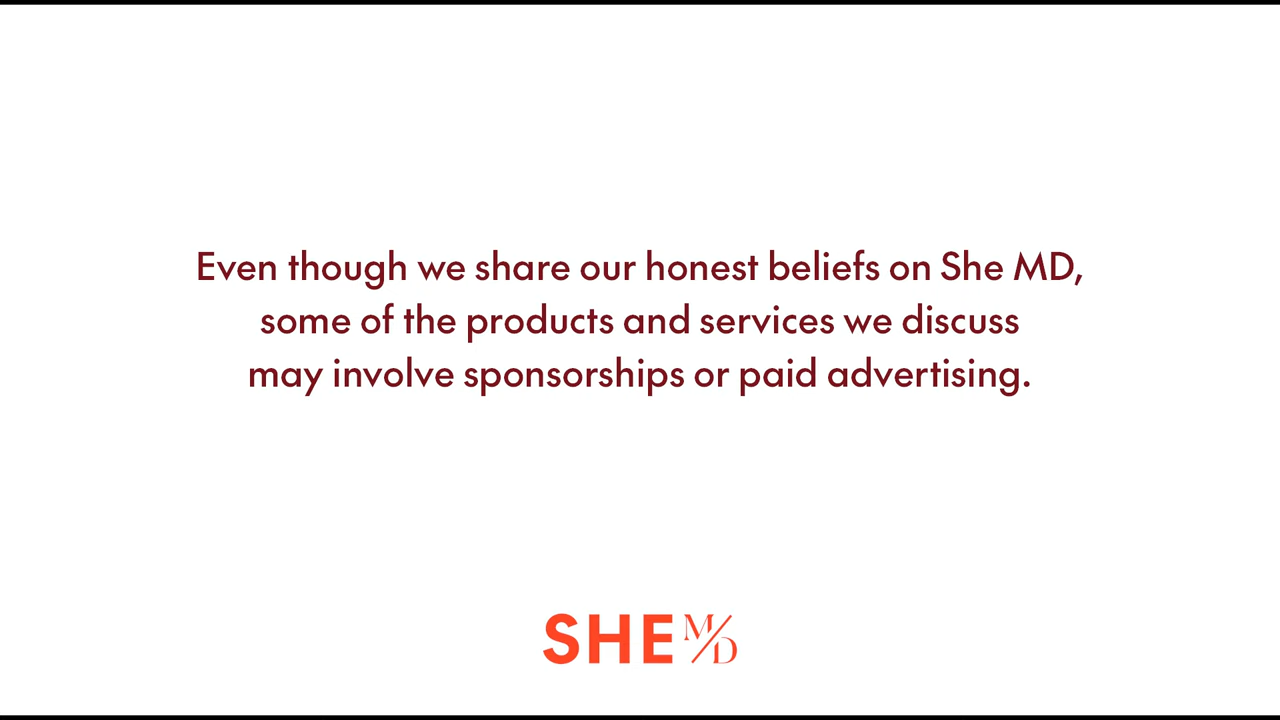 Even though we share our honest beliefs on She MD,
some of the products and services we discuss
may involve sponsorships or paid advertising.
SHE M/D